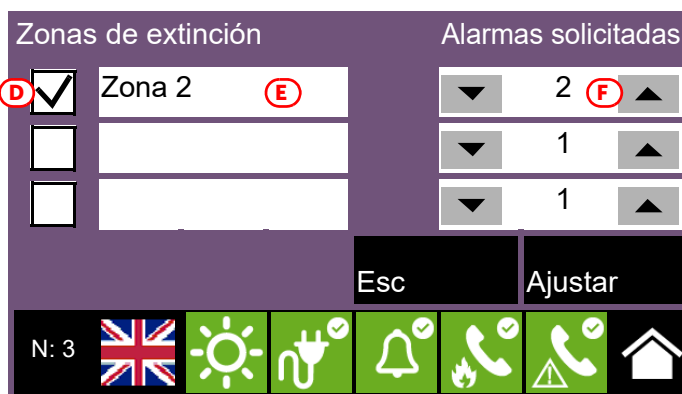 Zonas de extinción Alarmas solicitadas
D Zona 2 E 2 F
1
1
Esc Ajustar
N: 3